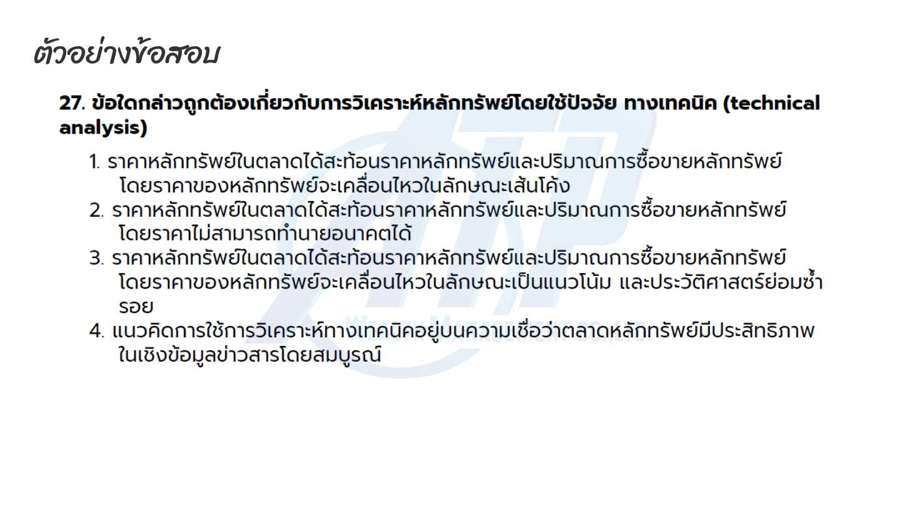 ตัวอย่างข้อสอบ
27. ข้อใดกล่าวถูกต้องเกี่ยวกับการวิเคราะห์หลักทรัพย์โดยใช้ปัจจัย ทางเทคนิค (technical
analysis)
1. ราคาหลักทรัพย์ในตลาดได้สะท้อนราคาหลักทรัพย์และปริมาณการซื้อขายหลักทรัพย์
โดยราคาของหลักทรัพย์จะเคลื่อนไหวในลักษณะเส้นโค้ง
2. ราคาหลักทรัพย์ในตลาดได้สะท้อนราคาหลักทรัพย์และปริมาณการซื้อขายหลักทรัพย์
โดยราคาไม่สามารถทำนายอนาคตได้
3. ราคาหลักทรัพย์ในตลาดได้สะท้อนราคาหลักทรัพย์และปริมาณการซื้อขายหลักทรัพย์
โดยราคาของหลักทรัพย์จะเคลื่อนไหวในลักษณะเป็นแนวโน้ม และประวัติศาสตร์ย่อมซ้ำ
รอย
4. แนวคิดการใช้การวิเคราะห์ทางเทคนิคอยู่บนความเชื่อว่าตลาดหลักทรัพย์มีประสิทธิภาพ
ในเชิงข้อมูลข่าวสารโดยสมบูรณ์